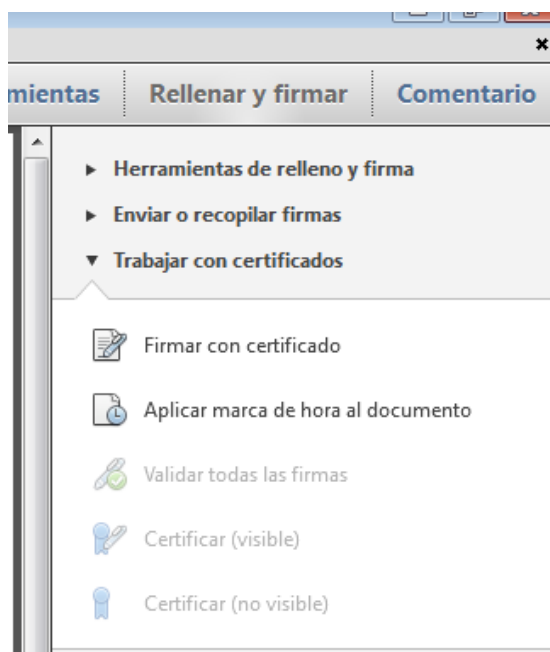 mientas
Rellenar y firmar
Comentario
Herramientas de relleno y firma
Enviar o recopilar firmas
Trabajar con certificados
Firmar con certificado
Aplicar marca de hora al documento
Validar todas las firmas
Certificar (visible)
Certificar (no visible)